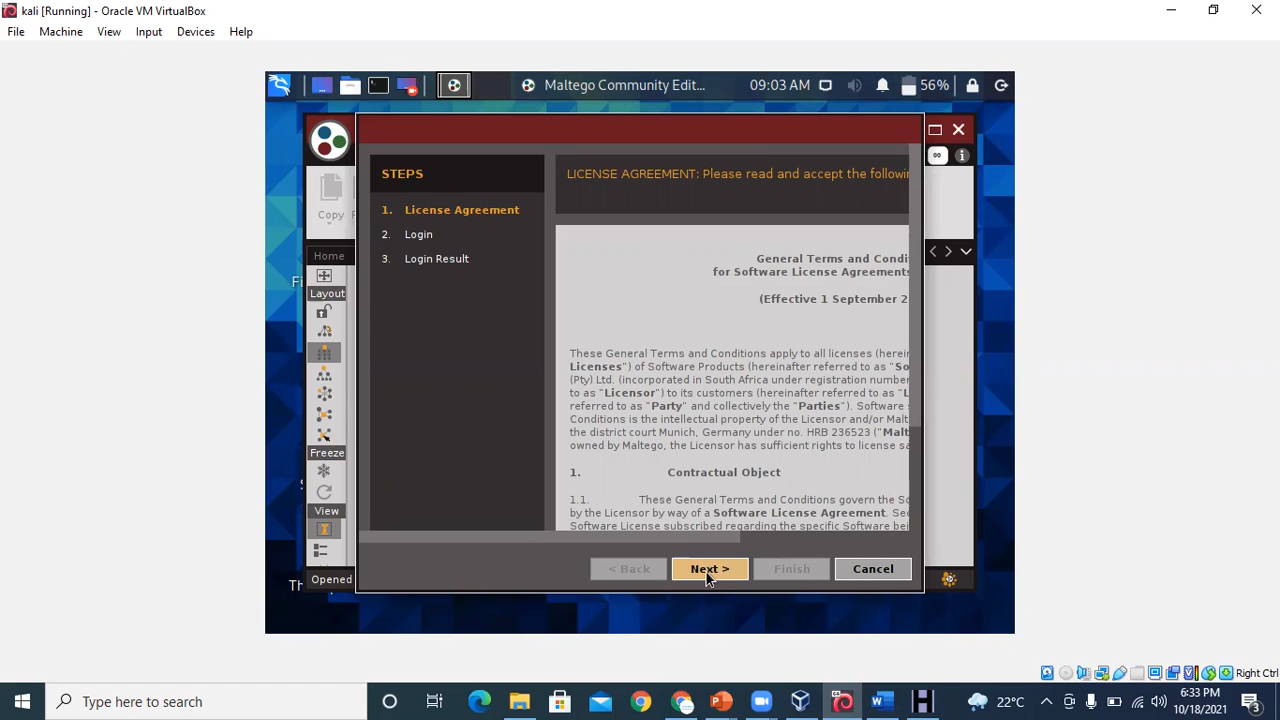 kali [Running] - Oracle VM VirtualBox
File Machine View Input Devices Help
Maltego Community Edit... 09:03 AM 56%
STEPS
1. License Agreement
2. Login
3. Login Result
LICENSE AGREEMENT: Please read and accept the followin
General Terms and Condi
for Software License Agreements
(Effective 1 September 2
These General Terms and Conditions apply to all licenses (herein
Licenses") of Software Products (hereinafter referred to as "So
(Pty) Ltd. (incorporated in South Africa under registration number
to as "Licensor") to its customers (hereinafter referred to as "L
referred to as "Party" and collectively the "Parties"). Software s
Conditions is the intellectual property of the Licensor and/or Malt
the district court Munich, Germany under no. HRB 236523 ("Malt
owned by Maltego, the Licensor has sufficient rights to license sa
1. Contractual Object
1.1. These General Terms and Conditions govern the So
by the Licensor by way of a Software License Agreement. Sec
Software License subscribed regarding the specific Software bei
< Back Next > Finish Cancel
Copy
Home
Layout
Freeze
View
Opened
Fi
Th
Right Ctrl
Type here to search
22°C
6:33 PM
10/18/2021
3